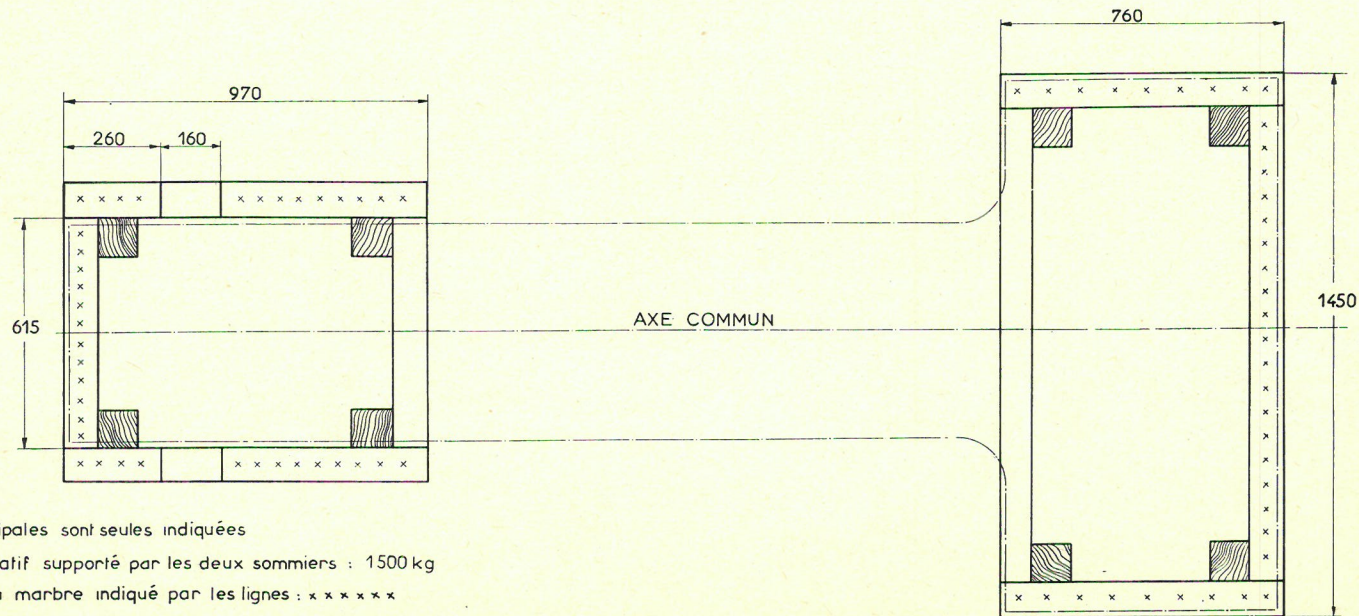 760
970
260 160
615
AXE COMMUN
1450
ipales sont seules indiquées
atif supporté par les deux sommiers : 1500 kg
marbre indiqué par les lignes : x x x x x x